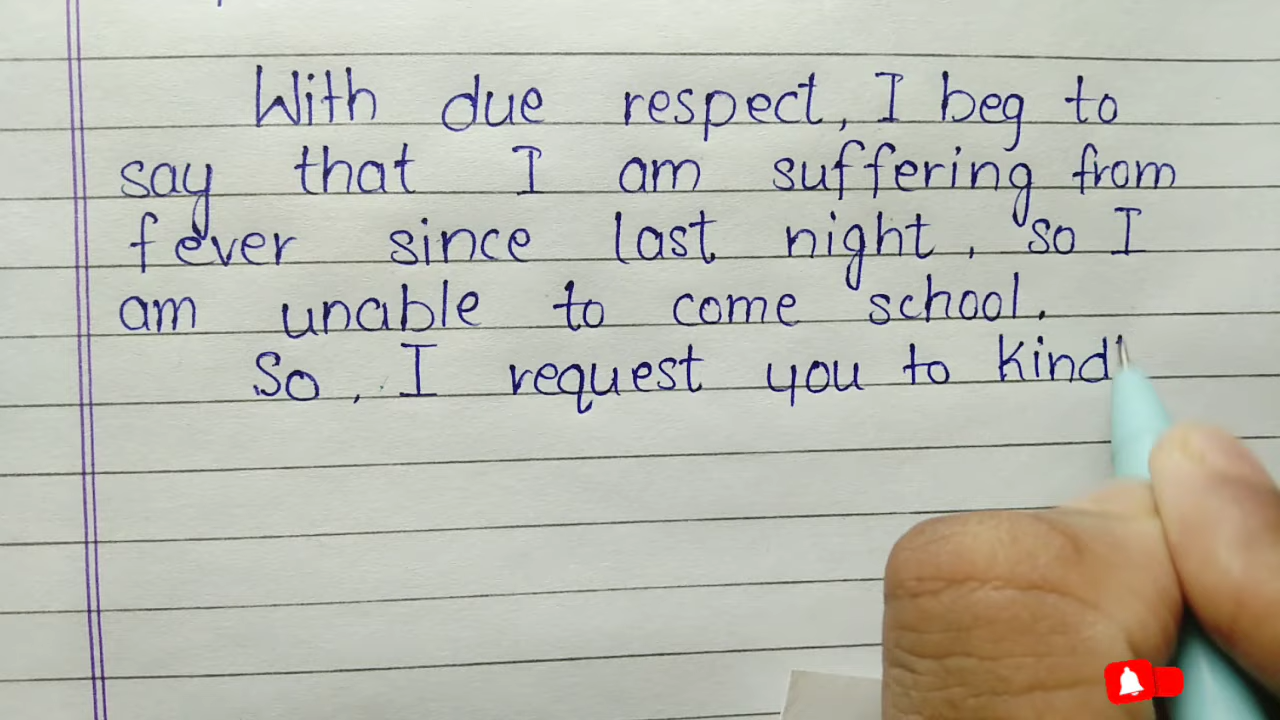 With due respect, I beg to
say that I am suffering from
fever since last night, so I
am unable to come school.
So, I request you to kind